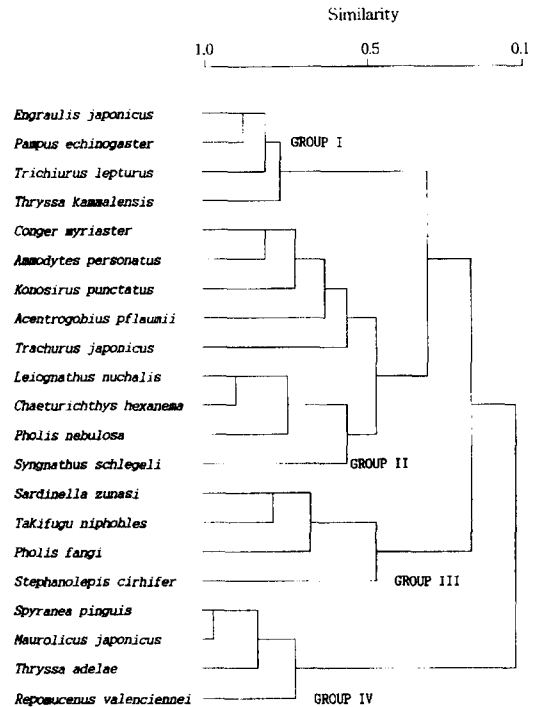 Similarity
1.0 0.5 0.1
Engraulis japonicus
Pampus echinogaster
GROUP I
Trichiurus lepturus
Thryssa Kammalensis
Conger myriaster
Ammodytes personatus
Konosirus punctatus
Acentrogobius pflaumii
Trachurus japonicus
Leiognathus nuchalis
Chaeturichthys hexanema
Pholis nebulosa
Syngnathus schlegeli
GROUP II
Sardinella zunasi
Takifugu niphobles
Pholis fangi
Stephanolepis cirhifer
GROUP III
Spyranea pinguis
Maurolicus japonicus
Thryssa adelae
Repomucenus valenciennei
GROUP IV